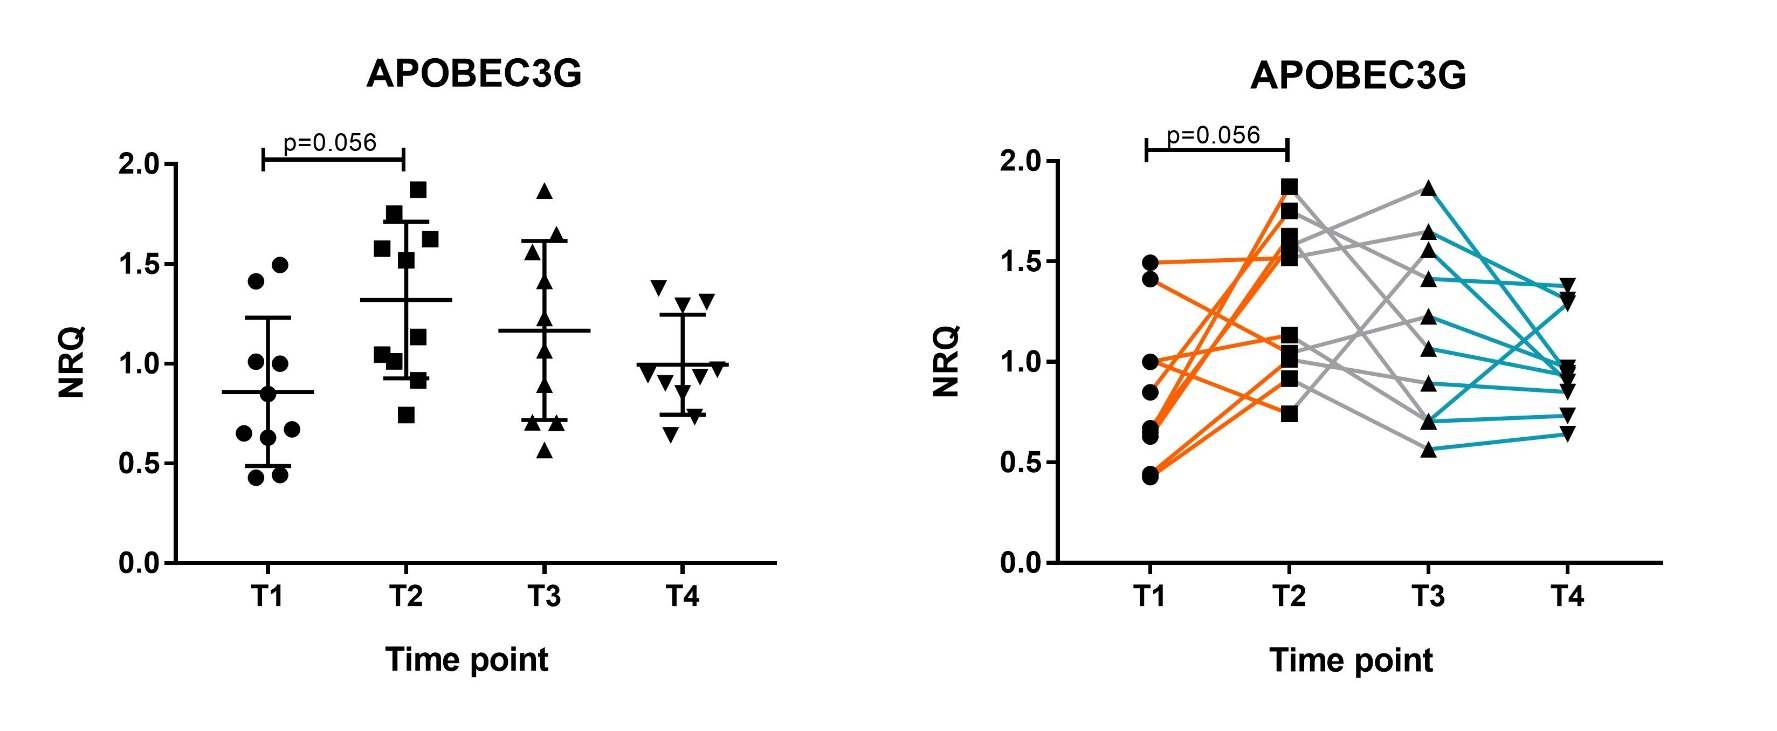 APOBEC3G
p=0.056
2.0
1.5
1.0
0.5
0.0
NRQ
T1 T2 T3 T4
Time point
APOBEC3G
p=0.056
2.0
1.5
1.0
0.5
0.0
NRQ
T1 T2 T3 T4
Time point